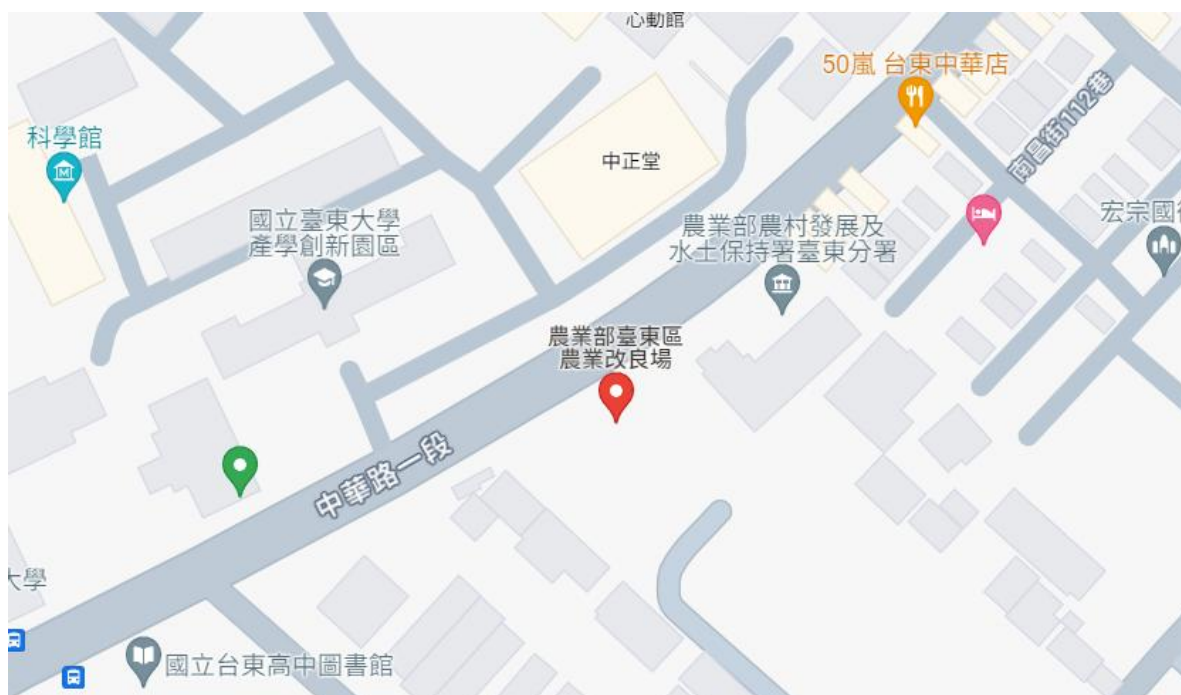 心動館
50嵐 台東中華店
南昌街112巷
科學館
中正堂
國立臺東大學
產學創新園區
農業部農村發展及
水土保持署臺東分署
宏宗國
農業部臺東區
農業改良場
中華路一段
大學
國立台東高中圖書館